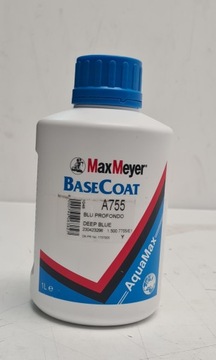 MaxMeyer
BASECOAT
A755
BLU PROFONDO
DEEP BLUE
AquaMax
1L